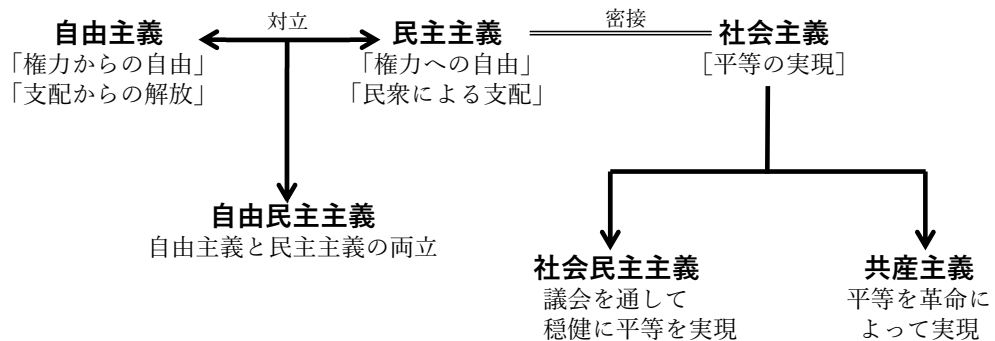 自由主義
対立
民主主義
密接
社会主義
「権力からの自由」
「支配からの解放」
「権力への自由」
「民衆による支配」
［平等の実現］
自由民主主義
自由主義と民主主義の両立
社会民主主義
議会を通して
穏健に平等を実現
共産主義
平等を革命に
よって実現